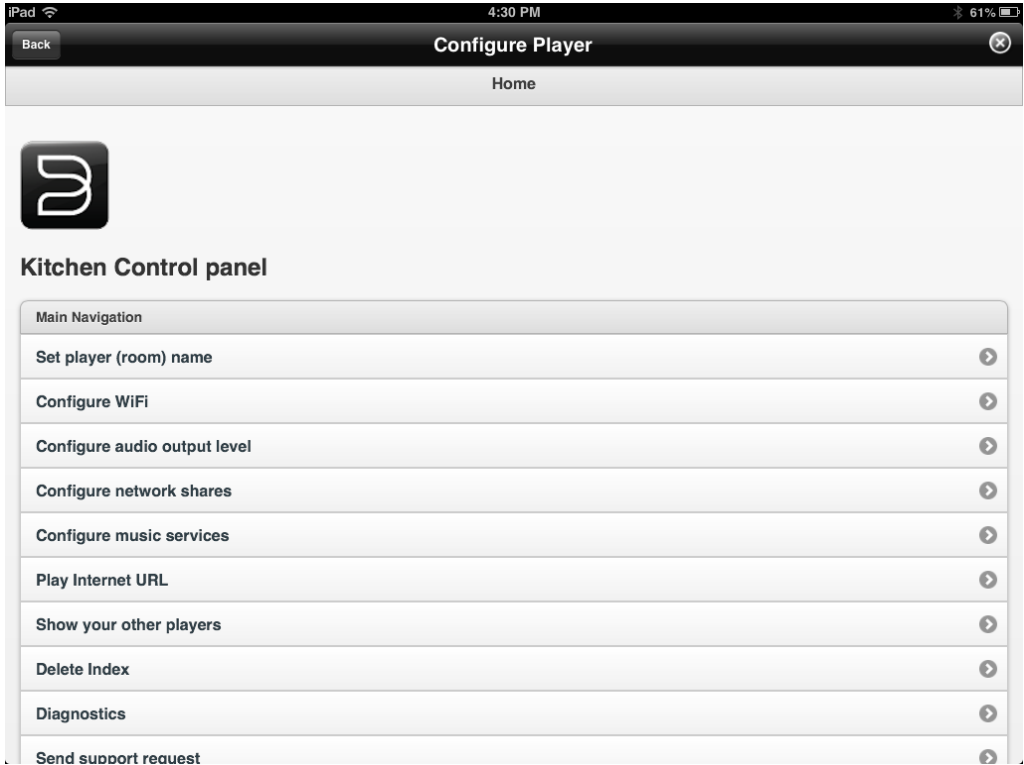 iPad 4:30 PM 61%
Back Configure Player
Home
Kitchen Control panel
Main Navigation
Set player (room) name
Configure WiFi
Configure audio output level
Configure network shares
Configure music services
Play Internet URL
Show your other players
Delete Index
Diagnostics
Send support request